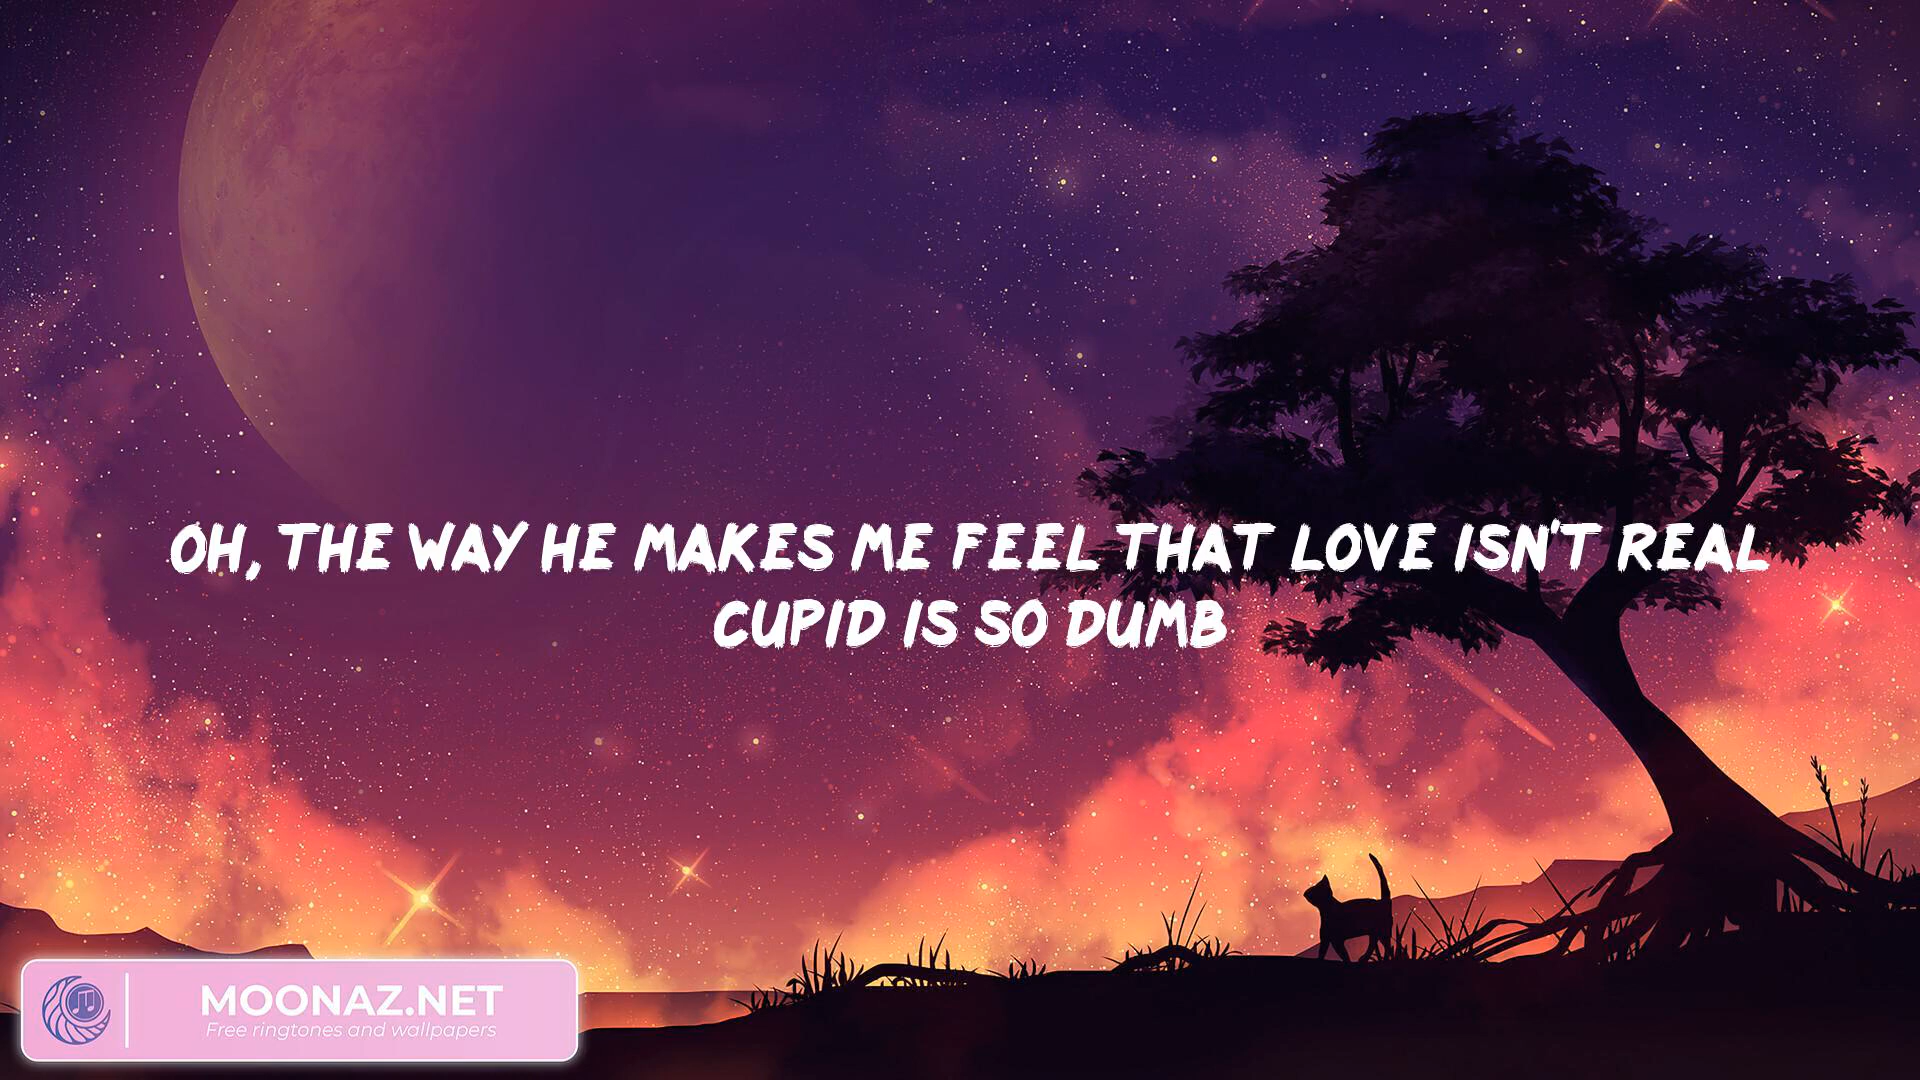 OH, THE WAY HE MAKES ME FEEL THAT LOVE ISN'T REAL
CUPID IS SO DUMB
MOONAZ.NET
Free ringtones and wallpapers